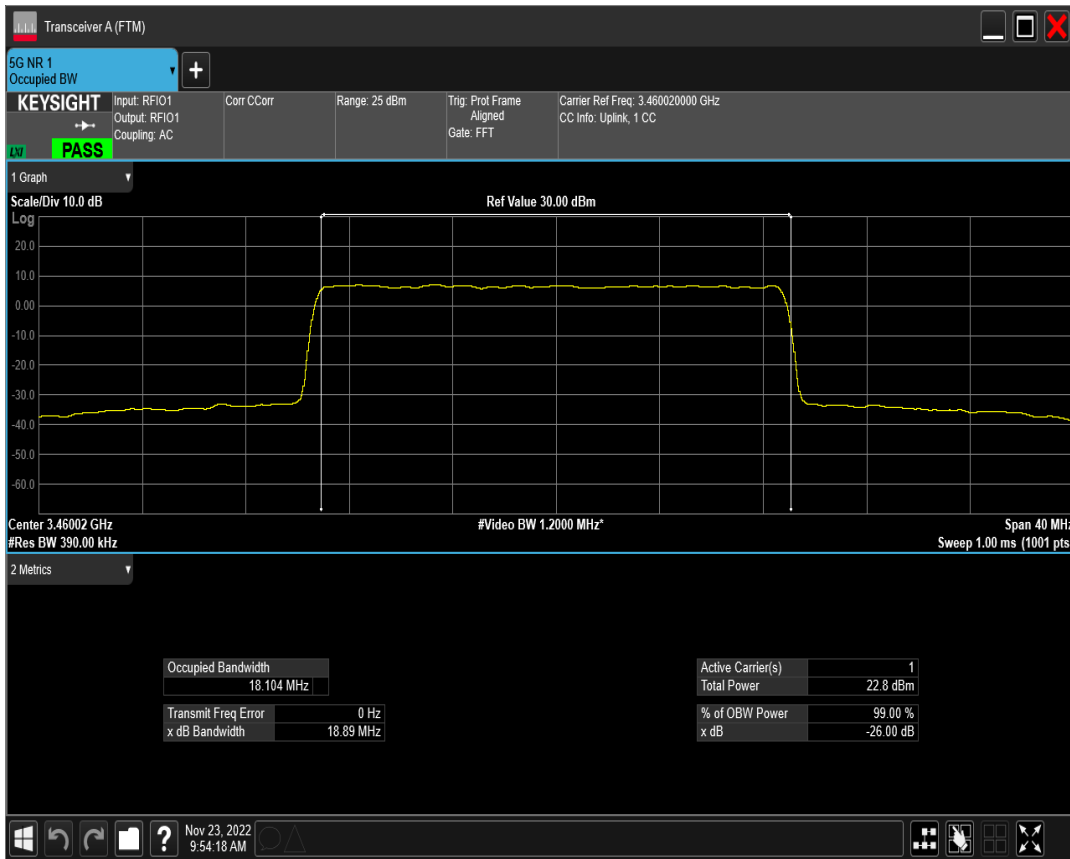 Transceiver A (FTM)
5G NR 1
Occupied BW
+
KEYSIGHT
LXI
PASS
Input: RFIO1
Output: RFIO1
Coupling: AC
Corr CCorr
Range: 25 dBm
Trig: Prot Frame
Aligned
Gate: FFT
Carrier Ref Freq: 3.460020000 GHz
CC Info: Uplink, 1 CC
1 Graph
Scale/Div 10.0 dB
Ref Value 30.00 dBm
Log
20.0
10.0
0.00
-10.0
-20.0
-30.0
-40.0
-50.0
-60.0
Center 3.46002 GHz
#Video BW 1.2000 MHz*
Span 40 MHz
#Res BW 390.00 kHz
Sweep 1.00 ms (1001 pts
2 Metrics
Occupied Bandwidth
18.104 MHz
Transmit Freq Error 0 Hz
x dB Bandwidth 18.89 MHz
Active Carrier(s) 1
Total Power 22.8 dBm
% of OBW Power 99.00 %
x dB -26.00 dB
?
Nov 23, 2022
9:54:18 AM